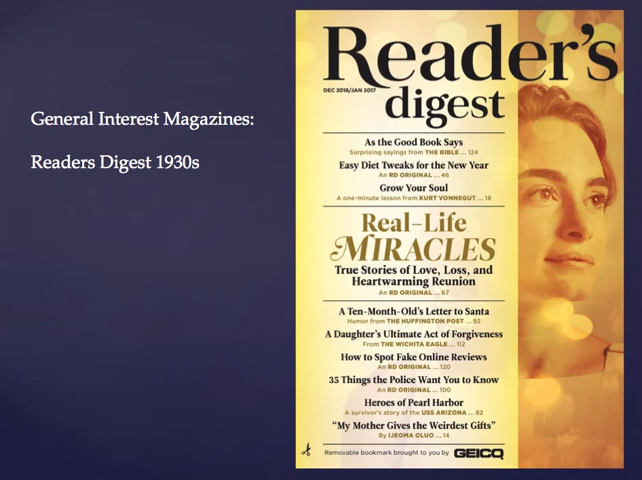 General Interest Magazines:
Readers Digest 1930s
Reader's
DEC 2016/JAN 2017
digest
As the Good Book Says
Surprising sayings from THE BIBLE ... 124
Easy Diet Tweaks for the New Year
An RD ORIGINAL ... 46
Grow Your Soul
A one-minute lesson from KURT VONNEGUT ... 18
Real-Life
MIRACLES
True Stories of Love, Loss, and
Heartwarming Reunion
An RD ORIGINAL ... 67
A Ten-Month-Old's Letter to Santa
Humor from THE HUFFINGTON POST ... 92
A Daughter's Ultimate Act of Forgiveness
From THE WICHITA EAGLE ... 112
How to Spot Fake Online Reviews
An RD ORIGINAL ... 120
35 Things the Police Want You to Know
An RD ORIGINAL ... 100
Heroes of Pearl Harbor
A survivor's story of the USS ARIZONA ... 82
“My Mother Gives the Weirdest Gifts”
By IJEOMA OLUO ... 14
Removable bookmark brought to you by GEICO